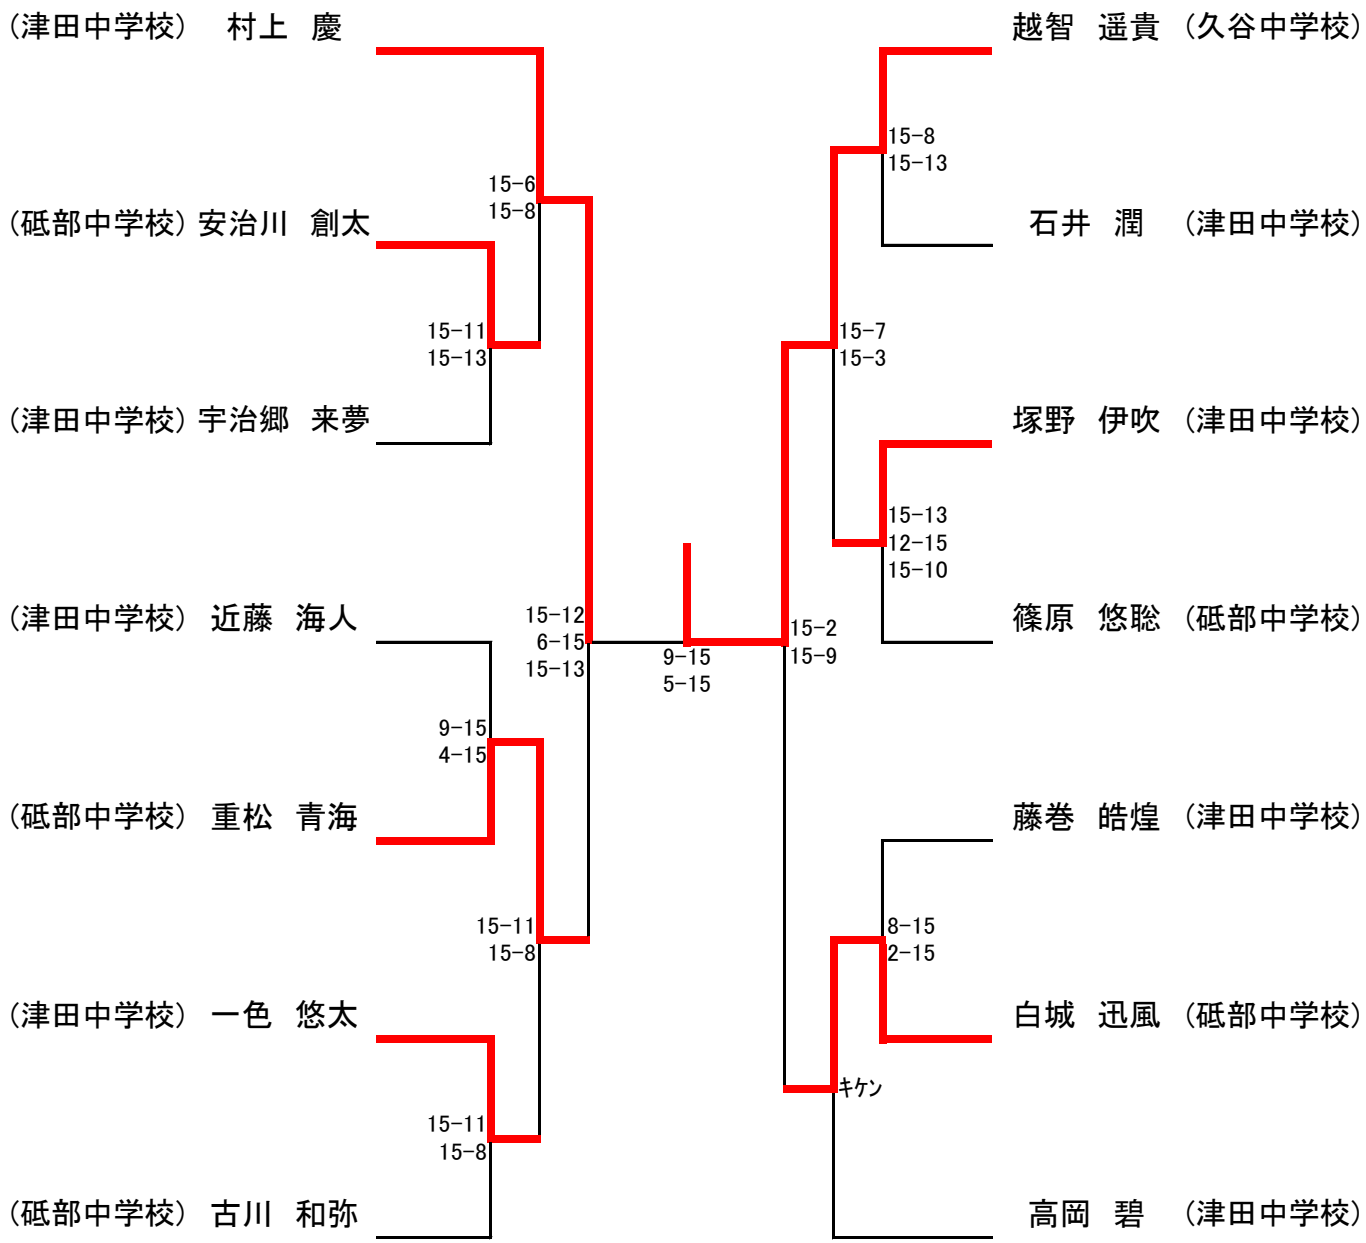 (津田中学校) 村上 慶
15-6
15-8
(砥部中学校) 安治川 創太
15-11
15-13
(津田中学校) 宇治郷 来夢
(津田中学校) 近藤 海人
15-12
6-15
15-13
9-15
4-15
(砥部中学校) 重松 青海
15-11
15-8
(津田中学校) 一色 悠太
15-11
15-8
(砥部中学校) 古川 和弥
9-15
5-15
越智 遥貴 (久谷中学校)
15-8
15-13
石井 潤 (津田中学校)
15-7
15-3
塚野 伊吹 (津田中学校)
15-13
12-15
15-10
篠原 悠聡 (砥部中学校)
15-2
15-9
藤巻 皓煌 (津田中学校)
8-15
2-15
白城 迅風 (砥部中学校)
キケン
高岡 碧 (津田中学校)